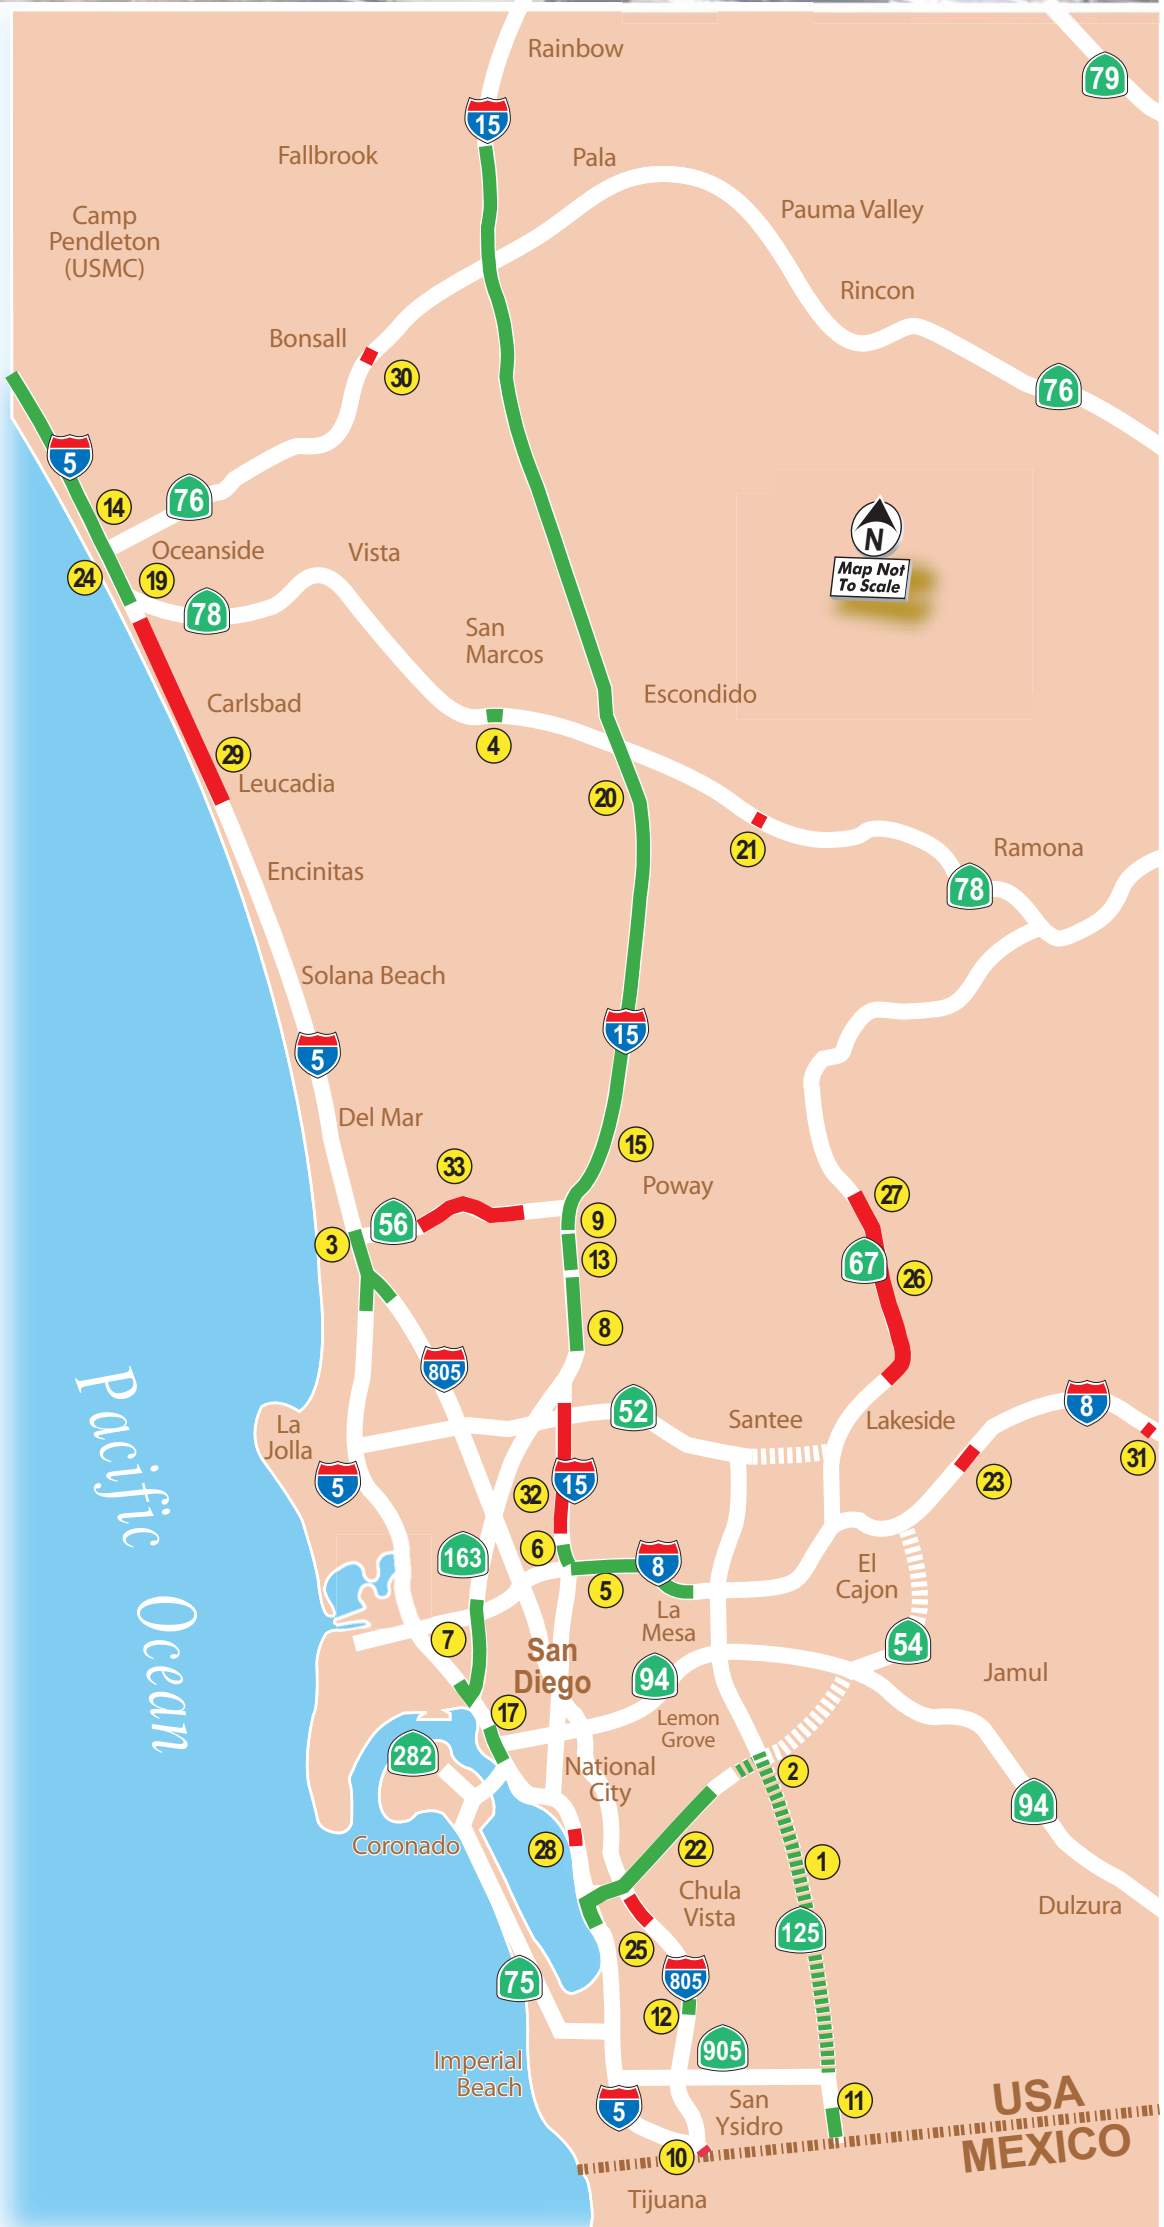 Rainbow
79
15
Fallbrook
Pala
Camp
Pendleton
(USMC)
Pauma Valley
Rincon
Bonsall
30
76
5
14
76
N
Map Not
To Scale
Oceanside
Vista
24
19
78
San
Marcos
Escondido
Carlsbad
29
4
Leucadia
20
21
Ramona
Encinitas
78
Solana Beach
15
5
Del Mar
15
33
Poway
27
56
9
3
13
67
26
8
805
Pacific Ocean
La
Jolla
52
Santee
Lakeside
8
31
5
32
15
23
6
163
8
5
El
Cajon
La
Mesa
7
San
Diego
54
94
Jamul
17
Lemon
Grove
282
National
City
2
94
Coronado
28
22
1
Chula
Vista
Dulzura
125
25
75
805
12
905
Imperial
Beach
5
San
Ysidro
11
USA
MEXICO
10
Tijuana